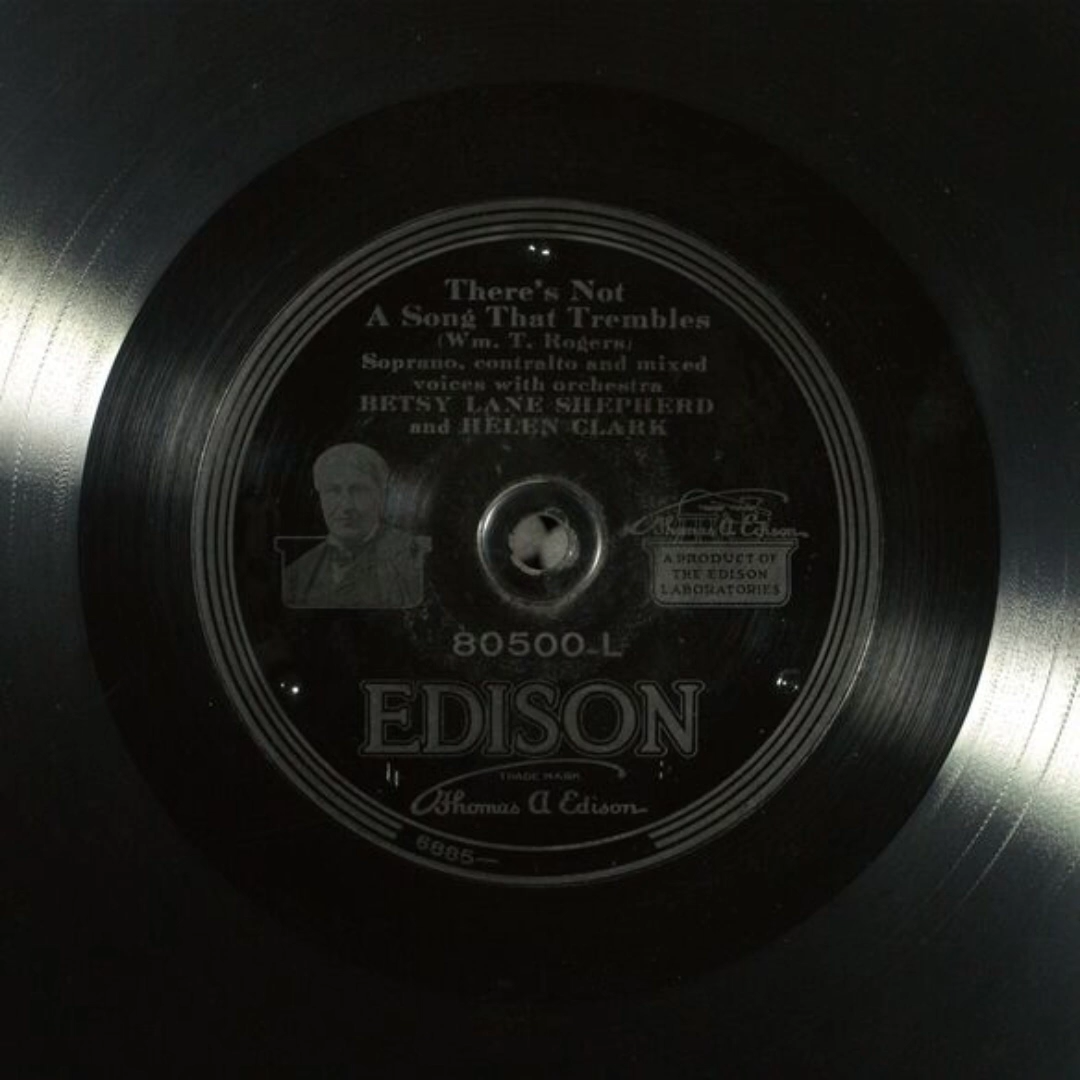 There's Not
A Song That Trembles
(Wm. T. Rogers)
Soprano, contralto and mixed
voices with orchestra
BETSY LANE SHEPHERD
and HELEN CLARK
Thomas A Edison
A PRODUCT OF
THE EDISON
LABORATORIES
80500-L
EDISON
TRADE MARK
Thomas A Edison
6885—